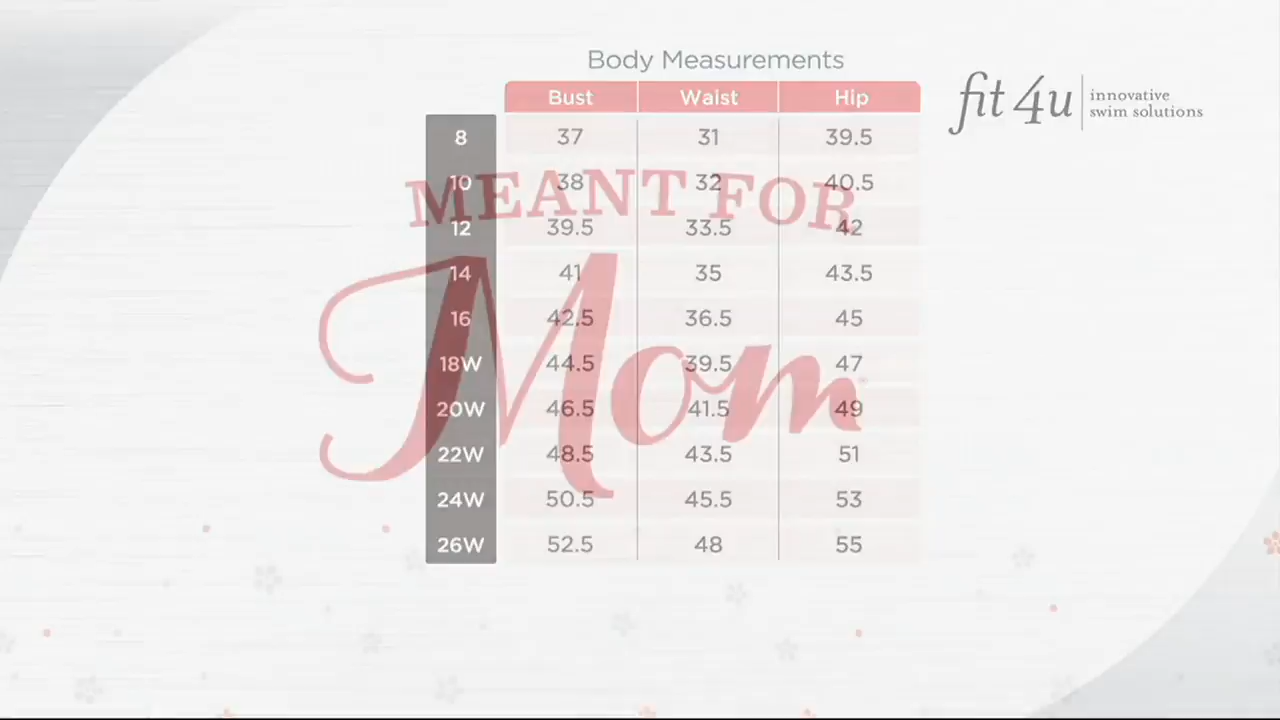 Body Measurements
Bust Waist Hip
8 37 31 39.5
10 38 32 40.5
12 39.5 33.5 42
14 41 35 43.5
16 42.5 36.5 45
18W 44.5 39.5 47
20W 46.5 41.5 49
22W 48.5 43.5 51
24W 50.5 45.5 53
26W 52.5 48 55
MEANT FOR
Mom
fit 4u
innovative
swim solutions